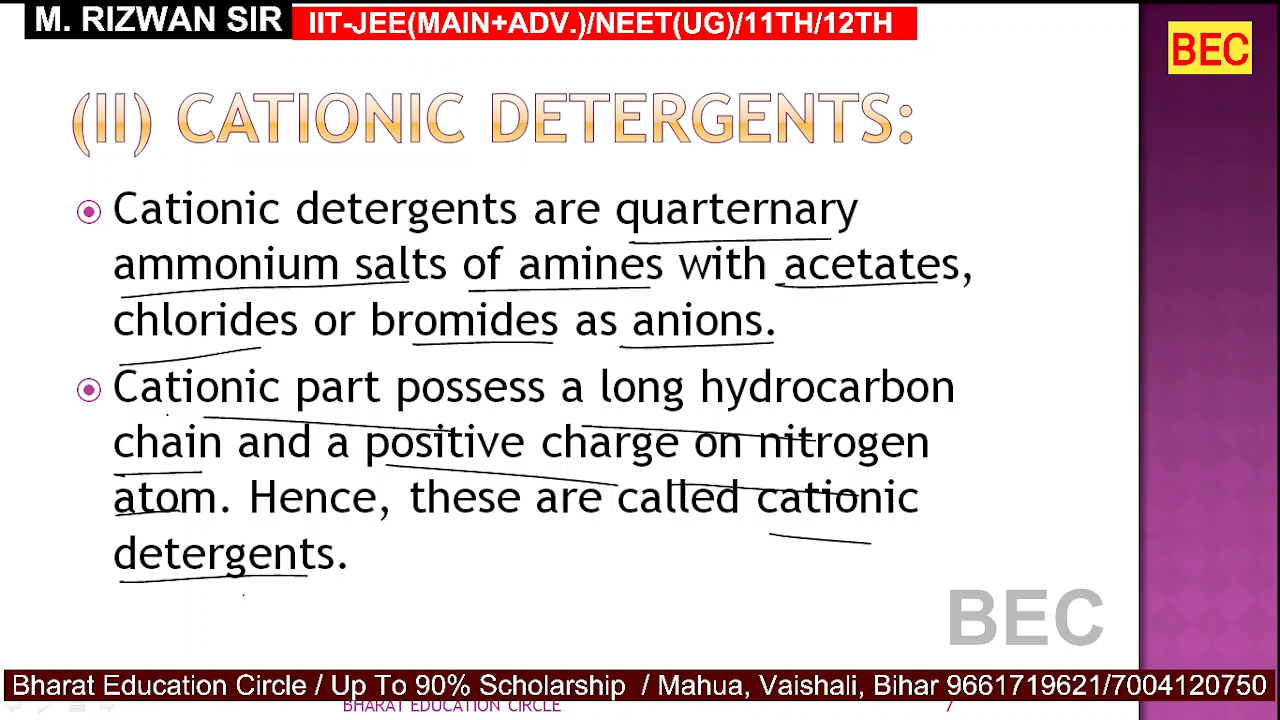 M. RIZWAN SIR
IIT-JEE(MAIN+ADV.)/NEET(UG)/11TH/12TH
BEC
(II) CATIONIC DETERGENTS:
Cationic detergents are quarternary
ammonium salts of amines with acetates,
chlorides or bromides as anions.
Cationic part possess a long hydrocarbon
chain and a positive charge on nitrogen
atom. Hence, these are called cationic
detergents.
BEC
Bharat Education Circle / Up To 90% Scholarship / Mahua, Vaishali, Bihar 9661719621/7004120750
BHARAT EDUCATION CIRCLE
7